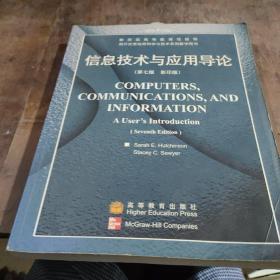 信息技术与应用导论
(第七版 影印版)
COMPUTERS,
COMMUNICATIONS, AND
INFORMATION
A User's Introduction
(Seventh Edition)
Sarah E. Hutchinson
Stacey C. Sawyer
高等教育出版社
Higher Education Press
McGraw-Hill Companies